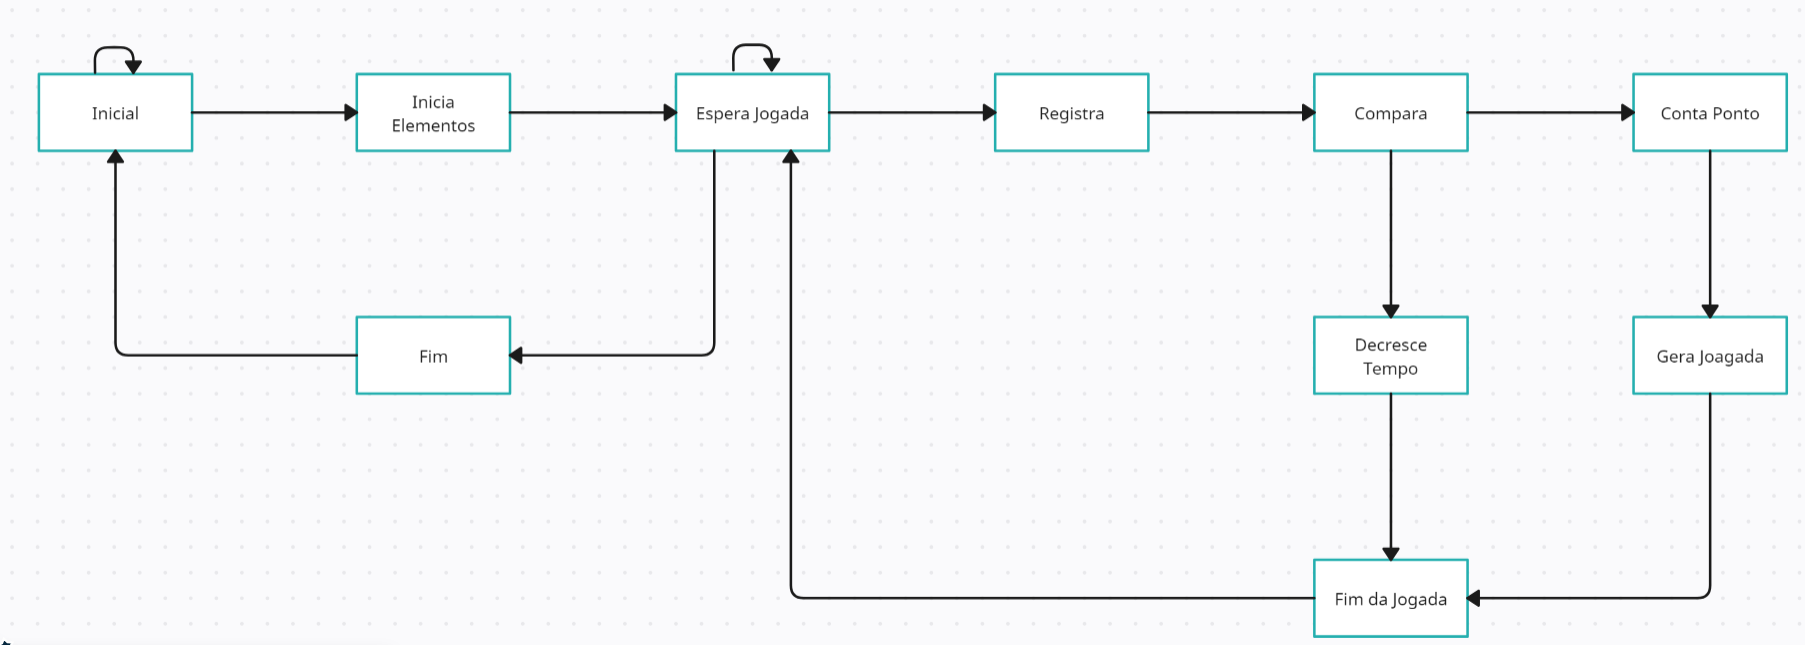 Inicial
Inicia
Elementos
Espera Jogada
Registra
Compara
Conta Ponto
Fim
Decresce
Tempo
Gera Joagada
Fim da Jogada